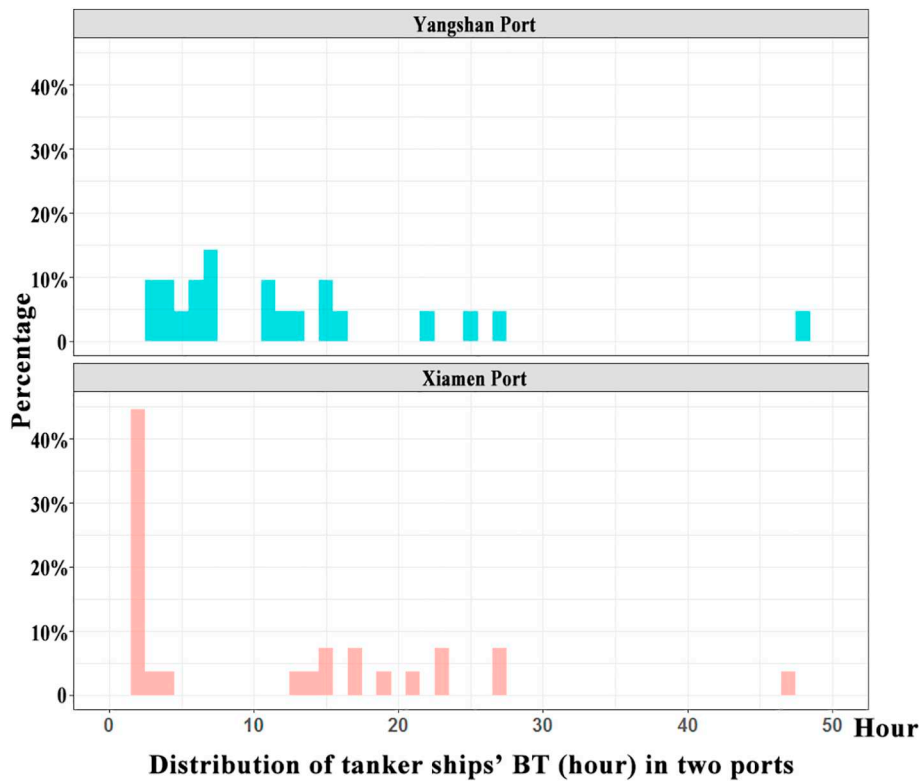 Yangshan Port
40%
30%
20%
10%
0
Percentage
Xiamen Port
40%
30%
20%
10%
0
0 10 20 30 40 50 Hour
Distribution of tanker ships’ BT (hour) in two ports